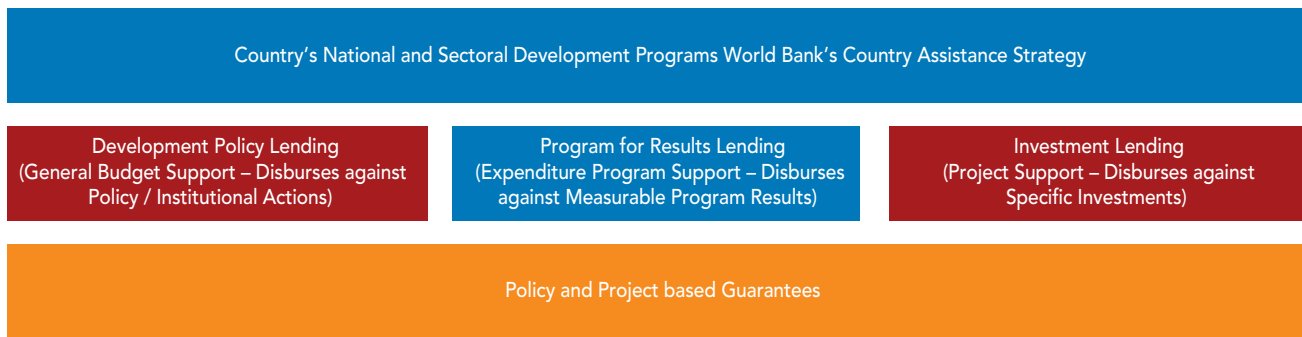 Country’s National and Sectoral Development Programs World Bank’s Country Assistance Strategy
Development Policy Lending
(General Budget Support – Disburses against
Policy / Institutional Actions)
Program for Results Lending
(Expenditure Program Support – Disburses
against Measurable Program Results)
Investment Lending
(Project Support – Disburses against
Specific Investments)
Policy and Project based Guarantees